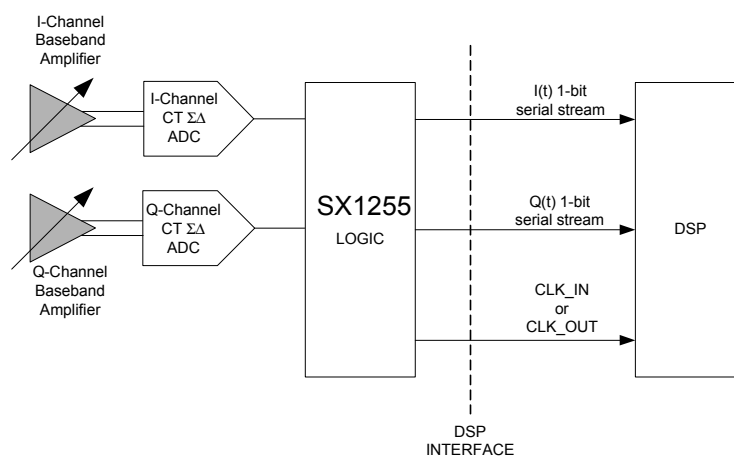 I-Channel
Baseband
Amplifier
I-Channel
CT ΣΔ
ADC
Q-Channel
CT ΣΔ
ADC
Q-Channel
Baseband
Amplifier
SX1255
LOGIC
I(t) 1-bit
serial stream
Q(t) 1-bit
serial stream
CLK_IN
or
CLK_OUT
DSP
DSP
INTERFACE